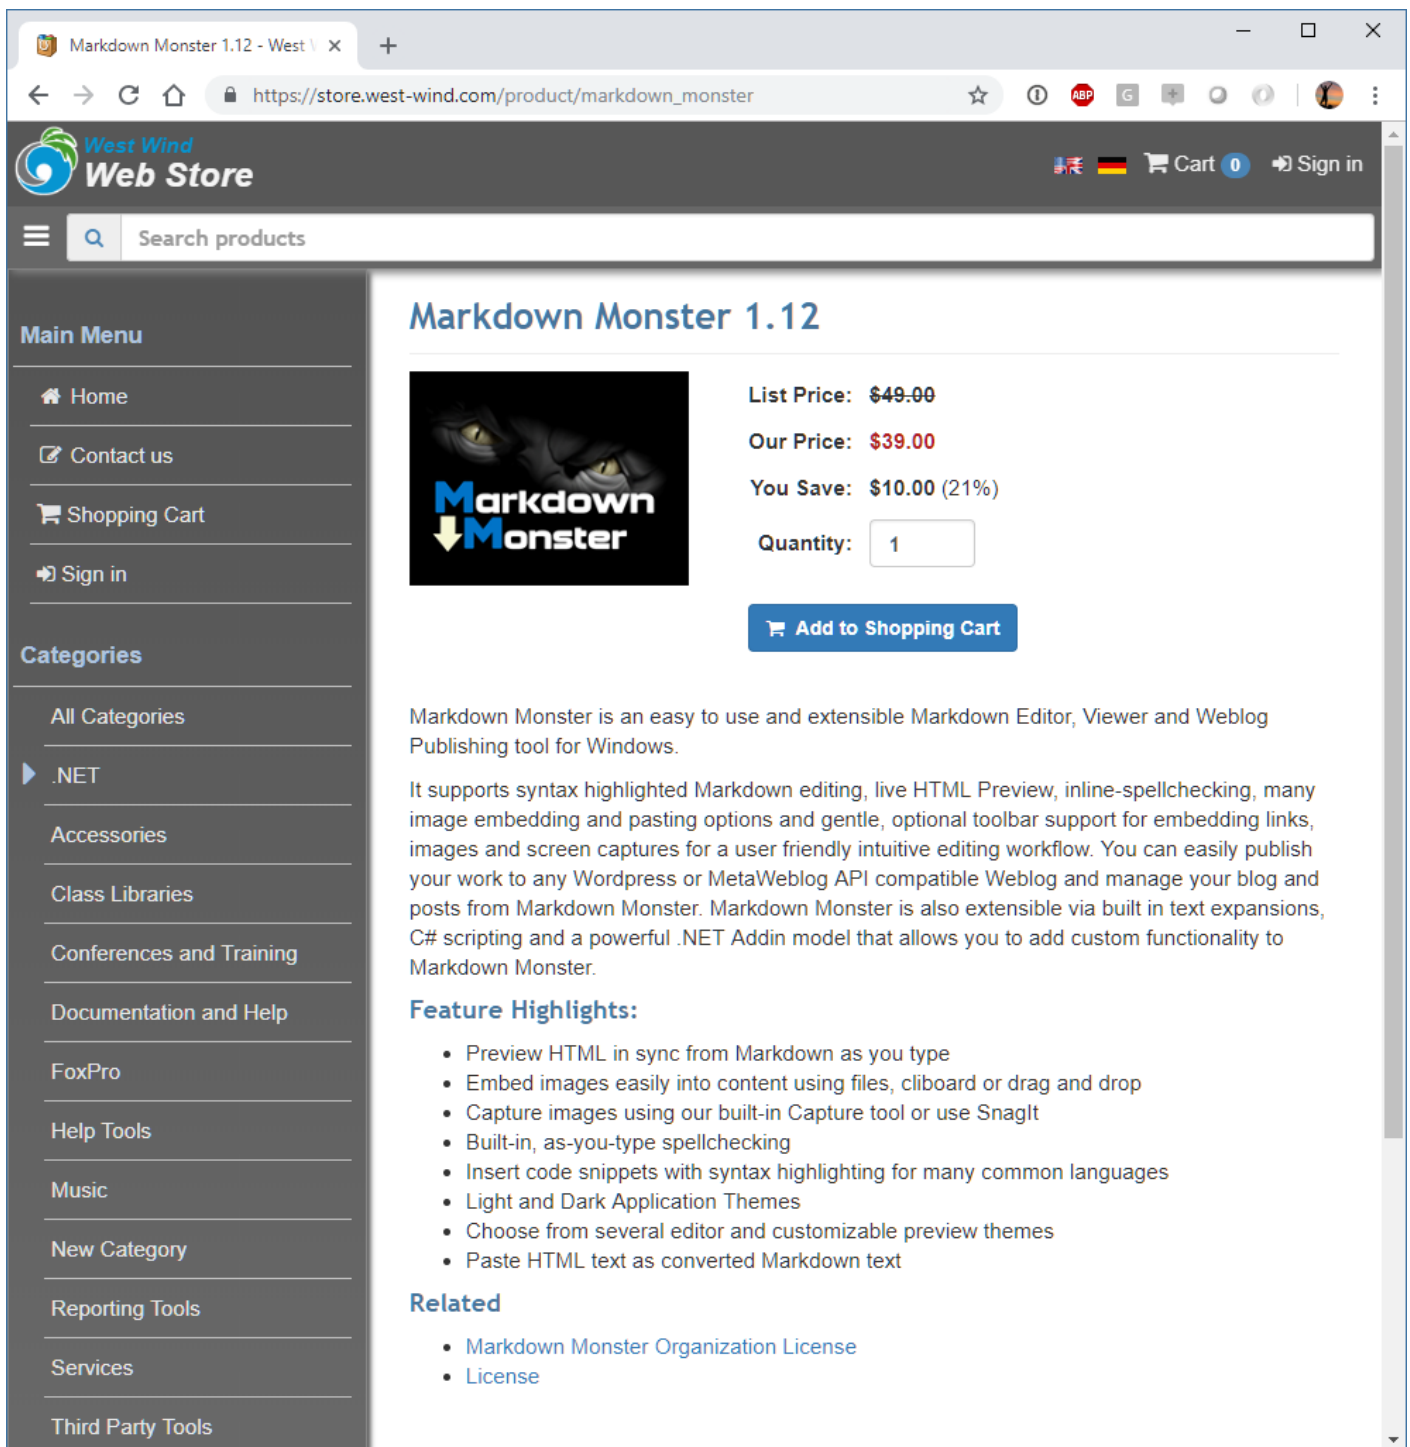 Markdown Monster 1.12 - West
https://store.west-wind.com/product/markdown_monster
ABP
G
West Wind
Web Store
Cart 0
Sign in
Search products
Main Menu
Home
Contact us
Shopping Cart
Sign in
Categories
All Categories
.NET
Accessories
Class Libraries
Conferences and Training
Documentation and Help
FoxPro
Help Tools
Music
New Category
Reporting Tools
Services
Third Party Tools
Markdown Monster 1.12
Markdown
Monster
List Price: $49.00
Our Price: $39.00
You Save: $10.00 (21%)
Quantity: 1
Add to Shopping Cart
Markdown Monster is an easy to use and extensible Markdown Editor, Viewer and Weblog
Publishing tool for Windows.
It supports syntax highlighted Markdown editing, live HTML Preview, inline-spellchecking, many
image embedding and pasting options and gentle, optional toolbar support for embedding links,
images and screen captures for a user friendly intuitive editing workflow. You can easily publish
your work to any Wordpress or MetaWeblog API compatible Weblog and manage your blog and
posts from Markdown Monster. Markdown Monster is also extensible via built in text expansions,
C# scripting and a powerful .NET Addin model that allows you to add custom functionality to
Markdown Monster.
Feature Highlights:
• Preview HTML in sync from Markdown as you type
• Embed images easily into content using files, cliboard or drag and drop
• Capture images using our built-in Capture tool or use SnagIt
• Built-in, as-you-type spellchecking
• Insert code snippets with syntax highlighting for many common languages
• Light and Dark Application Themes
• Choose from several editor and customizable preview themes
• Paste HTML text as converted Markdown text
Related
• Markdown Monster Organization License
• License